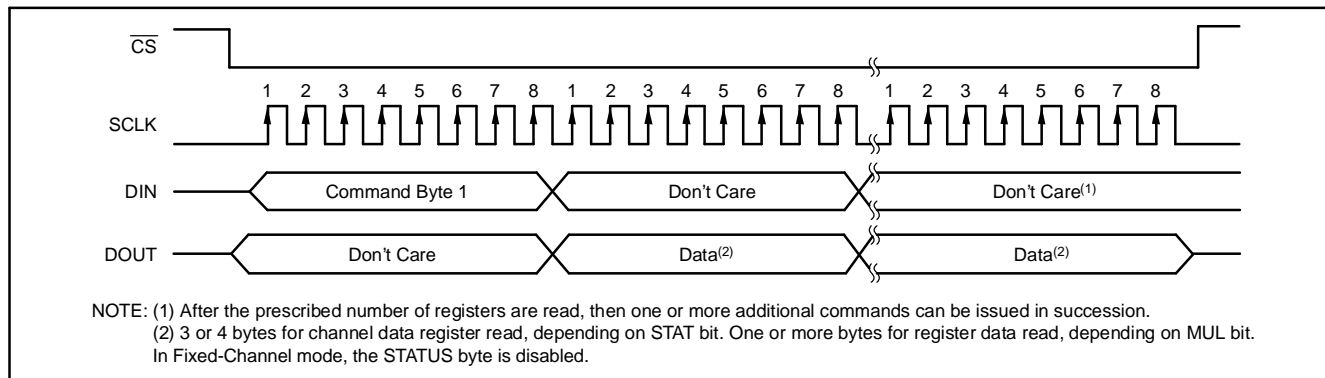 CS
1 2 3 4 5 6 7 8 1 2 3 4 5 6 7 8 1 2 3 4 5 6 7 8
SCLK
DIN Command Byte 1 Don't Care Don't Care(1)
DOUT Don't Care Data(2) Data(2)
NOTE: (1) After the prescribed number of registers are read, then one or more additional commands can be issued in succession.
(2) 3 or 4 bytes for channel data register read, depending on STAT bit. One or more bytes for register data read, depending on MUL bit.
In Fixed-Channel mode, the STATUS byte is disabled.